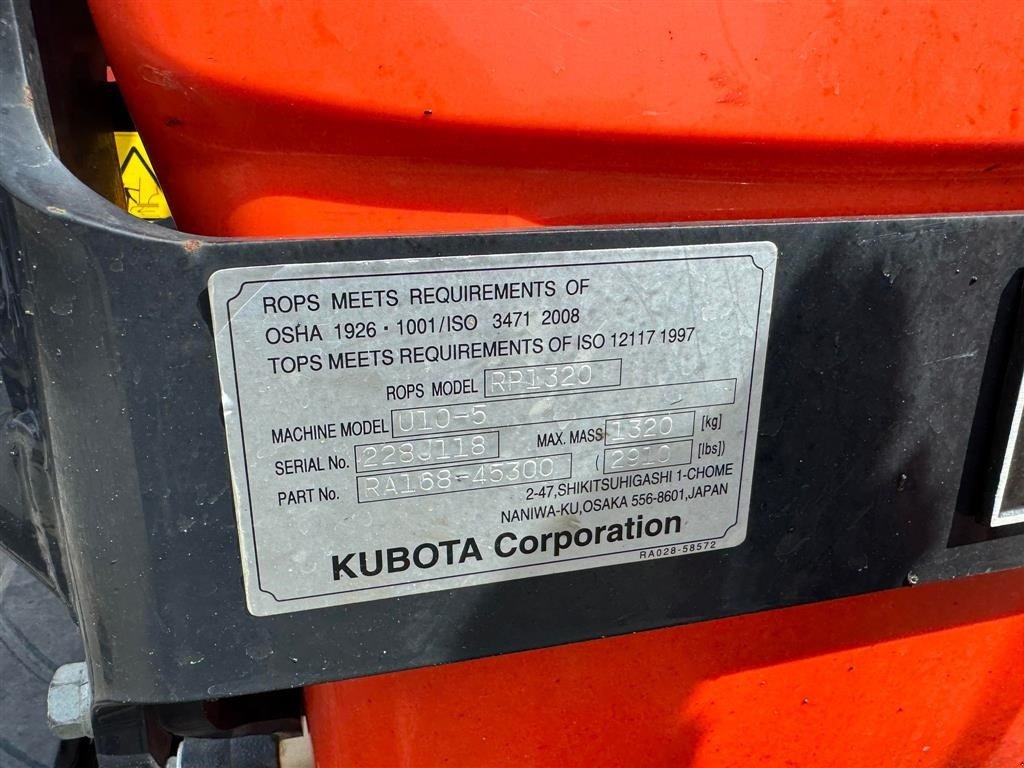 ROPS MEETS REQUIREMENTS OF
OSHA 1926・1001/ISO 3471 2008
TOPS MEETS REQUIREMENTS OF ISO 12117 1997
ROPS MODEL RP1320
MACHINE MODEL U10-5
SERIAL No. 228J118 MAX. MASS 1320 [kg]
PART No. RA168-45300 ( 2910 [lbs])
2-47,SHIKITSUHIGASHI 1-CHOME
NANIWA-KU,OSAKA 556-8601,JAPAN
KUBOTA Corporation
RA028-58572